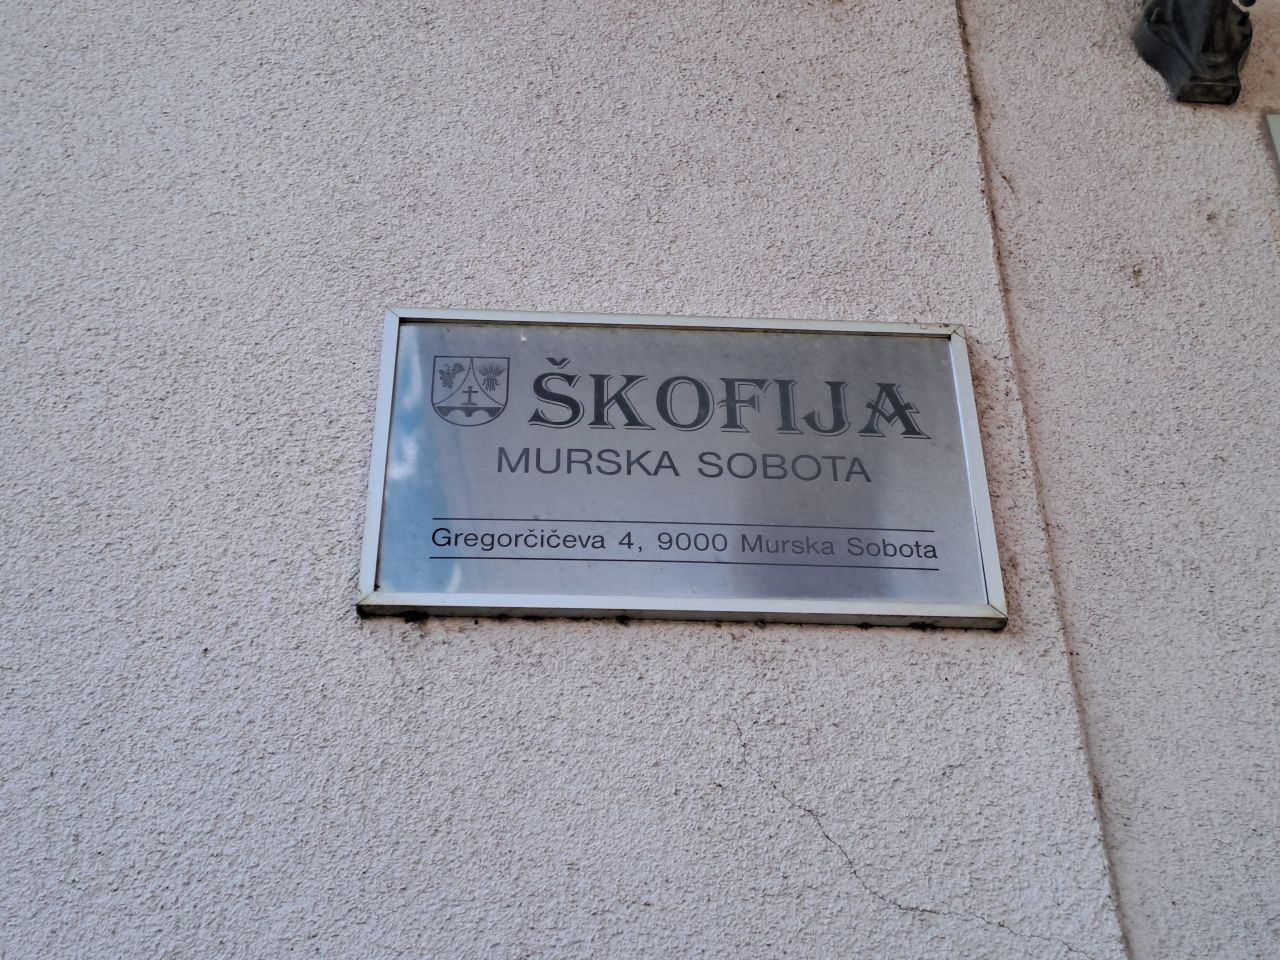 ŠKOFIJA
MURSKA SOBOTA
Gregorčičeva 4, 9000 Murska Sobota